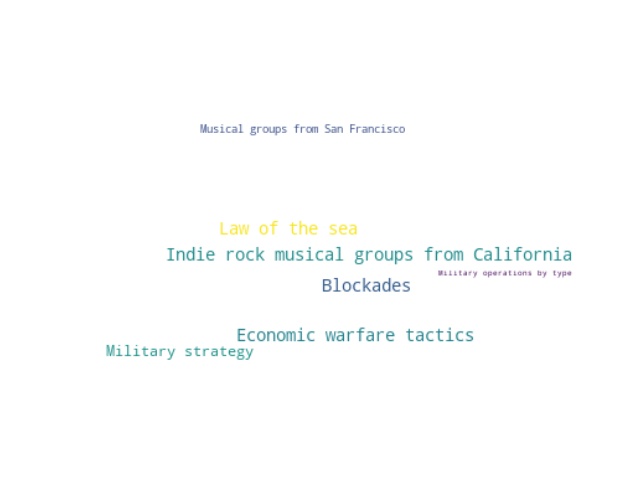 Musical groups from San Francisco
Law of the sea
Indie rock musical groups from California
Military operations by type
Blockades
Economic warfare tactics
Military strategy